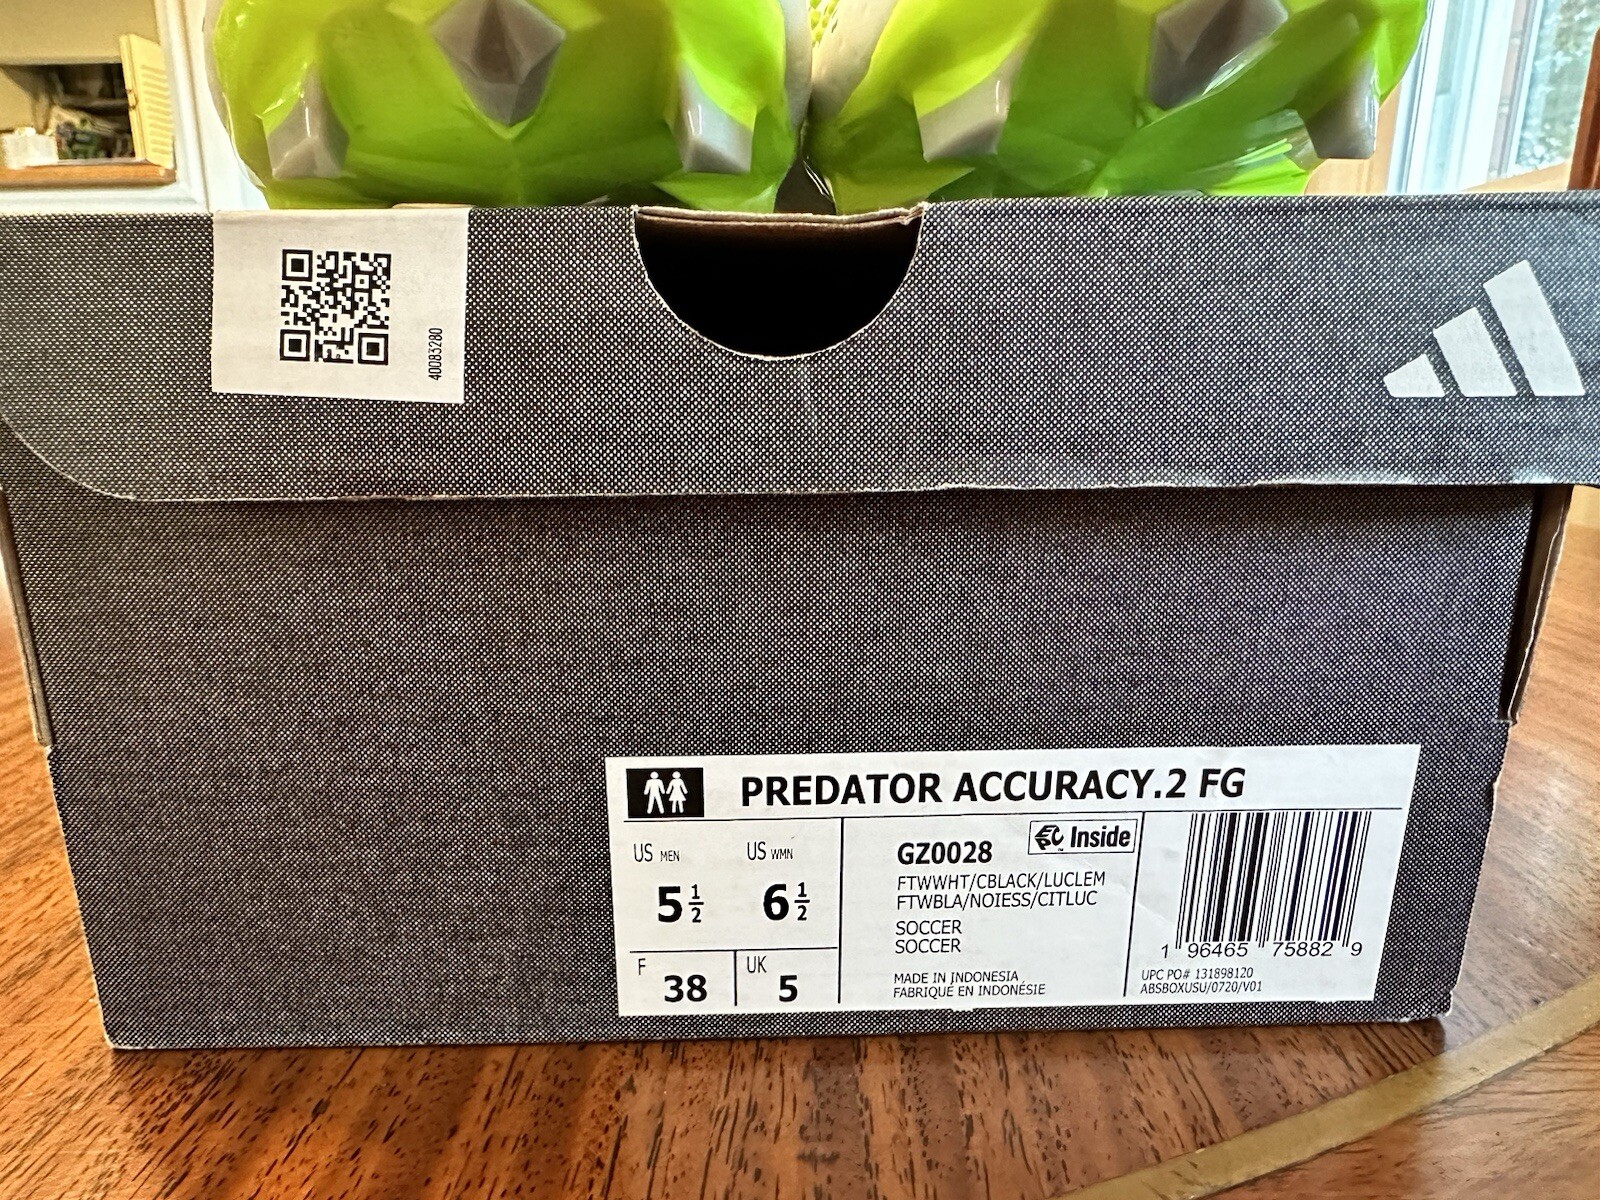 40083280
PREDATOR ACCURACY.2 FG
US MEN
5 1/2
US WMN
6 1/2
F
38
UK
5
GZ0028
Inside
FTWWHT/CBLACK/LUCLEM
FTWBLA/NOIESS/CITLUC
SOCCER
SOCCER
MADE IN INDONESIA
FABRIQUE EN INDONÉSIE
1 96465 75882 9
UPC PO# 131898120
ABSBOXUSU/0720/V01